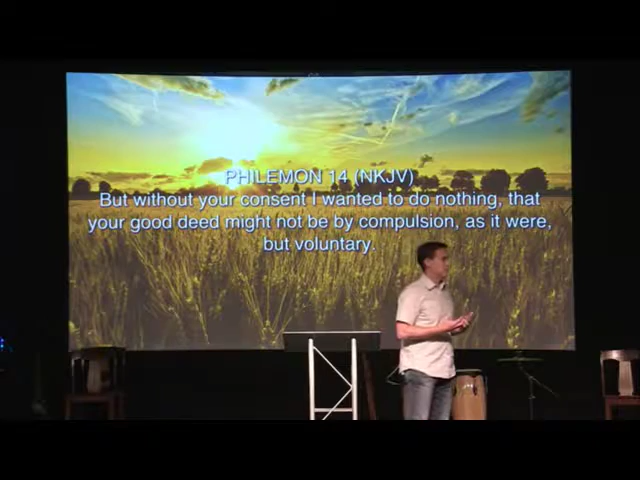 PHILEMON 14 (NKJV)
But without your consent I wanted to do nothing, that
your good deed might not be by compulsion, as it were,
but voluntary.